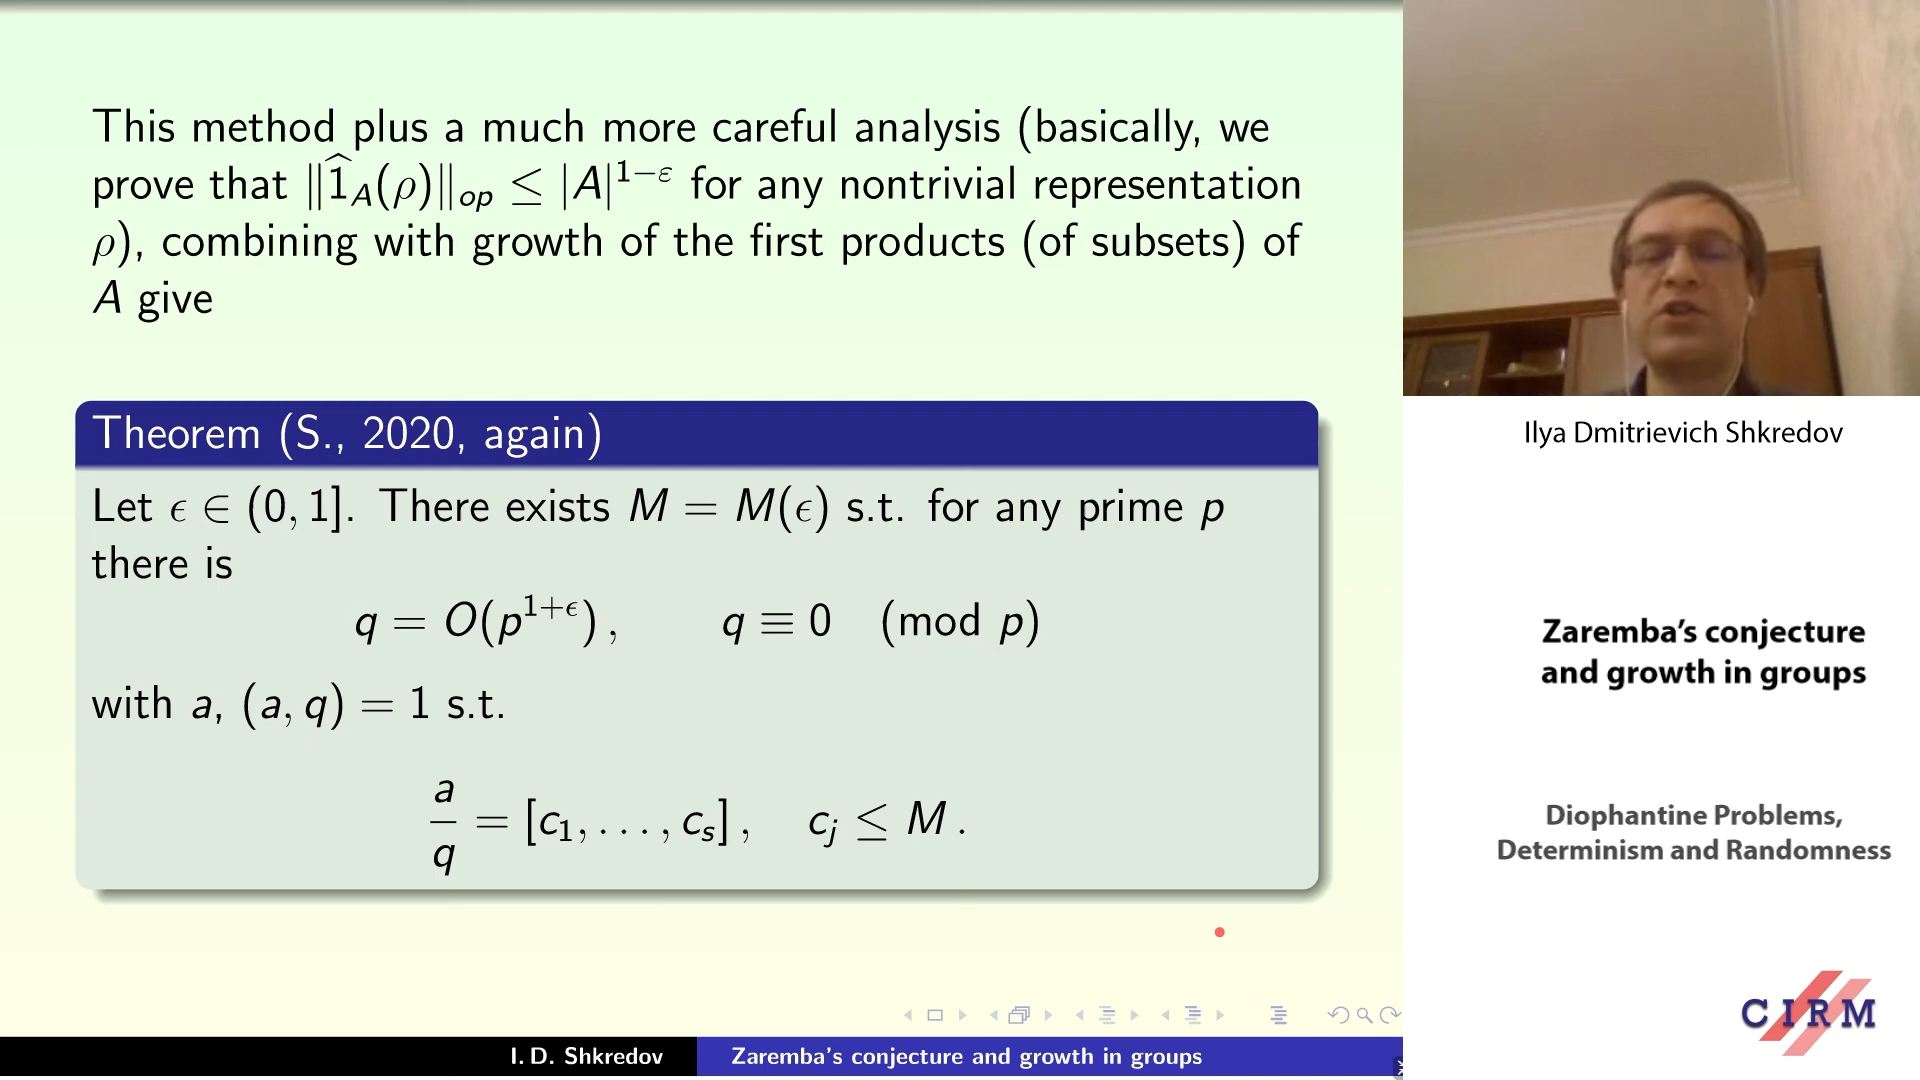 This method plus a much more careful analysis (basically, we
prove that ‖1̂_A(ρ)‖_op ≤ |A|^{1−ε} for any nontrivial representation
ρ), combining with growth of the first products (of subsets) of
A give
Theorem (S., 2020, again)
Let ϵ ∈ (0, 1]. There exists M = M(ϵ) s.t. for any prime p
there is
q = O(p^{1+ϵ}) , q ≡ 0 (mod p)
with a, (a, q) = 1 s.t.
a/q = [c_1, . . . , c_s] , c_j ≤ M .
I. D. Shkredov
Zaremba's conjecture and growth in groups
Ilya Dmitrievich Shkredov
Zaremba's conjecture
and growth in groups
Diophantine Problems,
Determinism and Randomness
CIRM